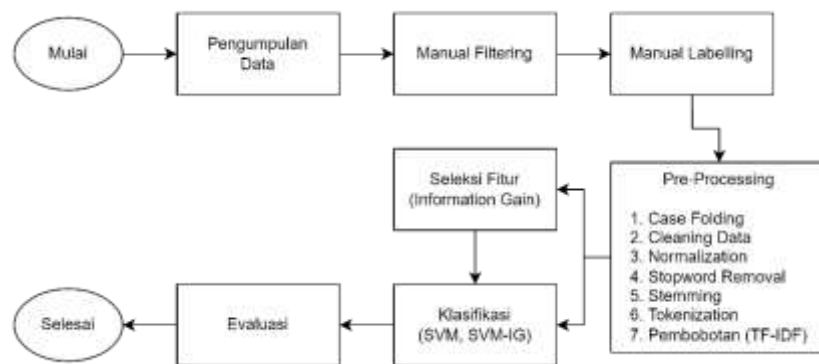 Mulai
Pengumpulan
Data
Manual Filtering
Manual Labelling
Pre-Processing
1. Case Folding
2. Cleaning Data
3. Normalization
4. Stopword Removal
5. Stemming
6. Tokenization
7. Pembobotan (TF-IDF)
Seleksi Fitur
(Information Gain)
Klasifikasi
(SVM, SVM-IG)
Evaluasi
Selesai